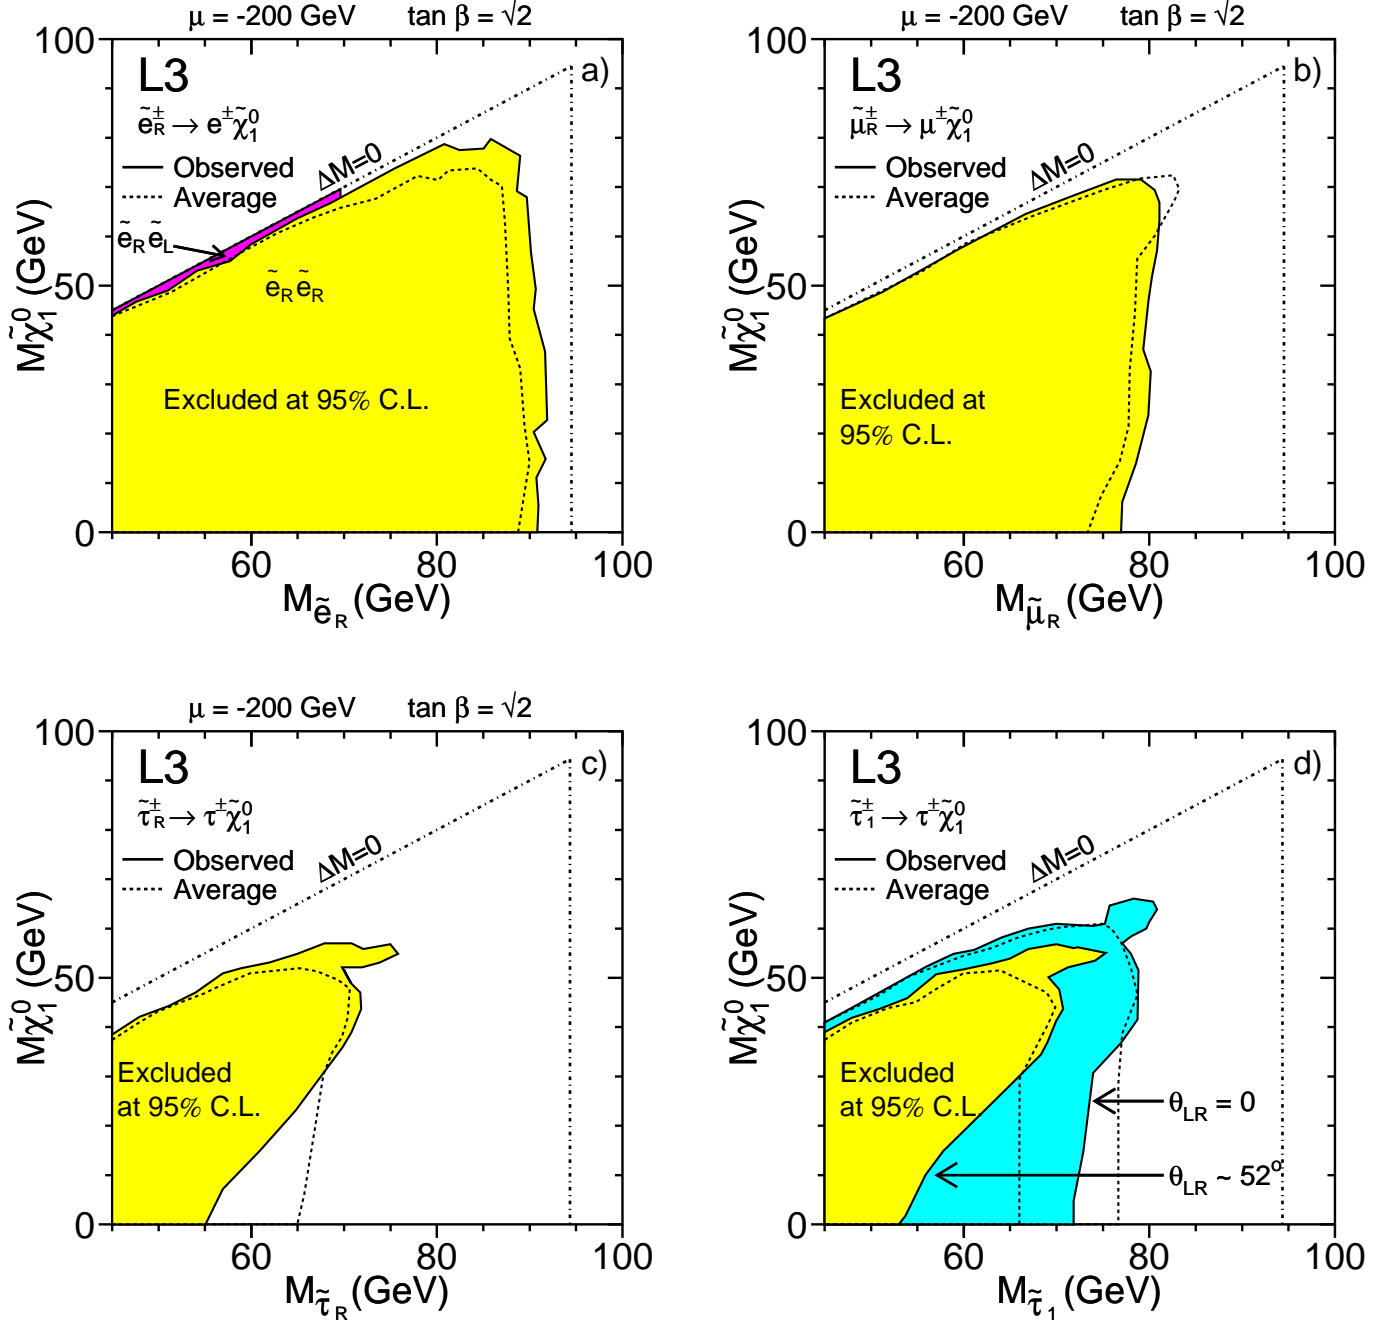 μ = -200 GeV tan β = √2
100
L3
a)
ẽ±R → e±χ̃01
ΔM=0
Observed
Average
ẽRẽL
ẽRẽR
50
Excluded at 95% C.L.
0
60 80 100
Mχ̃01 (GeV)
MẽR (GeV)
μ = -200 GeV tan β = √2
100
L3
b)
μ̃±R → μ±χ̃01
ΔM=0
Observed
Average
50
Excluded at
95% C.L.
0
60 80 100
Mχ̃01 (GeV)
Mμ̃R (GeV)
μ = -200 GeV tan β = √2
100
L3
c)
τ̃±R → τ±χ̃01
ΔM=0
Observed
Average
50
Excluded
at 95% C.L.
0
60 80 100
Mχ̃01 (GeV)
Mτ̃R (GeV)
100
L3
d)
τ̃±1 → τ±χ̃01
ΔM=0
Observed
Average
50
Excluded
at 95% C.L.
θLR = 0
θLR ~ 52°
0
60 80 100
Mχ̃01 (GeV)
Mτ̃1 (GeV)